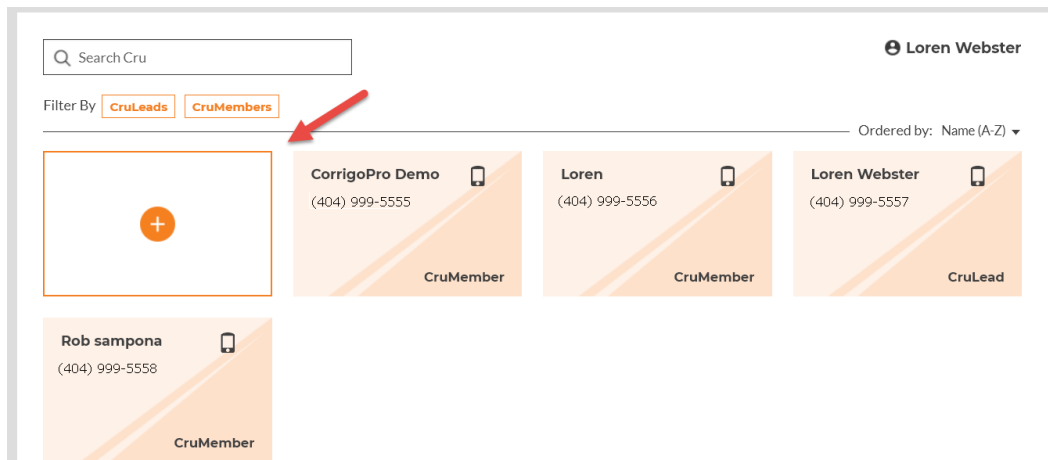 Search Cru
Loren Webster
Filter By CruLeads CruMembers
Ordered by: Name (A-Z)
CorrigoPro Demo
(404) 999-5555
CruMember
Loren
(404) 999-5556
CruMember
Loren Webster
(404) 999-5557
CruLead
Rob sampona
(404) 999-5558
CruMember